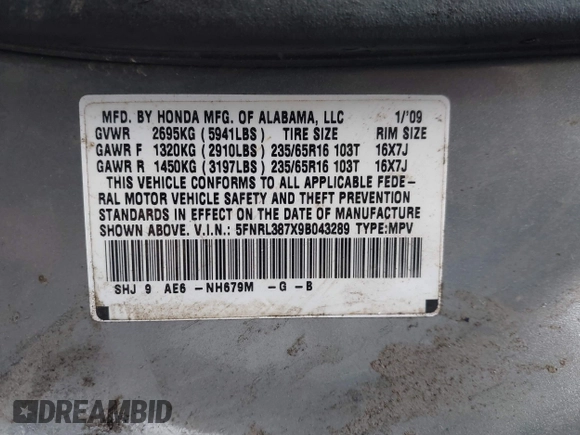 MFD. BY HONDA MFG. OF ALABAMA, LLC 1/'09
GVWR 2695KG (5941LBS) TIRE SIZE RIM SIZE
GAWR F 1320KG (2910LBS) 235/65R16 103T 16X7J
GAWR R 1450KG (3197LBS) 235/65R16 103T 16X7J
THIS VEHICLE CONFORMS TO ALL APPLICABLE FEDE-
RAL MOTOR VEHICLE SAFETY AND THEFT PREVENTION
STANDARDS IN EFFECT ON THE DATE OF MANUFACTURE
SHOWN ABOVE. V.I.N.: 5FNRL387X9B043289 TYPE:MPV
SHJ 9 AE6 -NH679M -G -B
DREAMBID